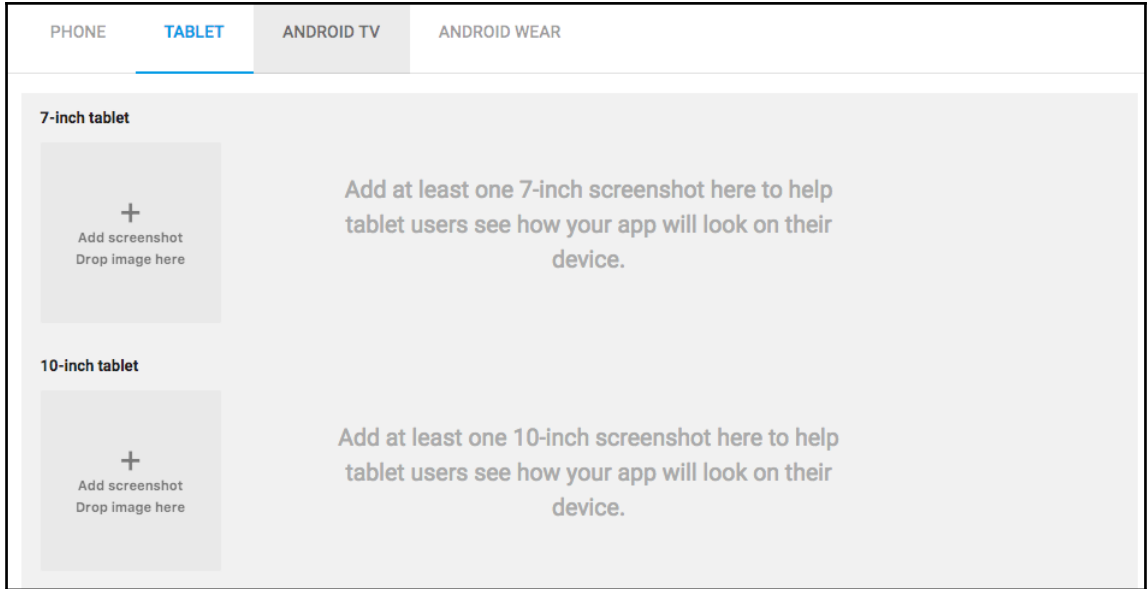 PHONE TABLET ANDROID TV ANDROID WEAR
7-inch tablet
+
Add screenshot
Drop image here
Add at least one 7-inch screenshot here to help
tablet users see how your app will look on their
device.
10-inch tablet
+
Add screenshot
Drop image here
Add at least one 10-inch screenshot here to help
tablet users see how your app will look on their
device.